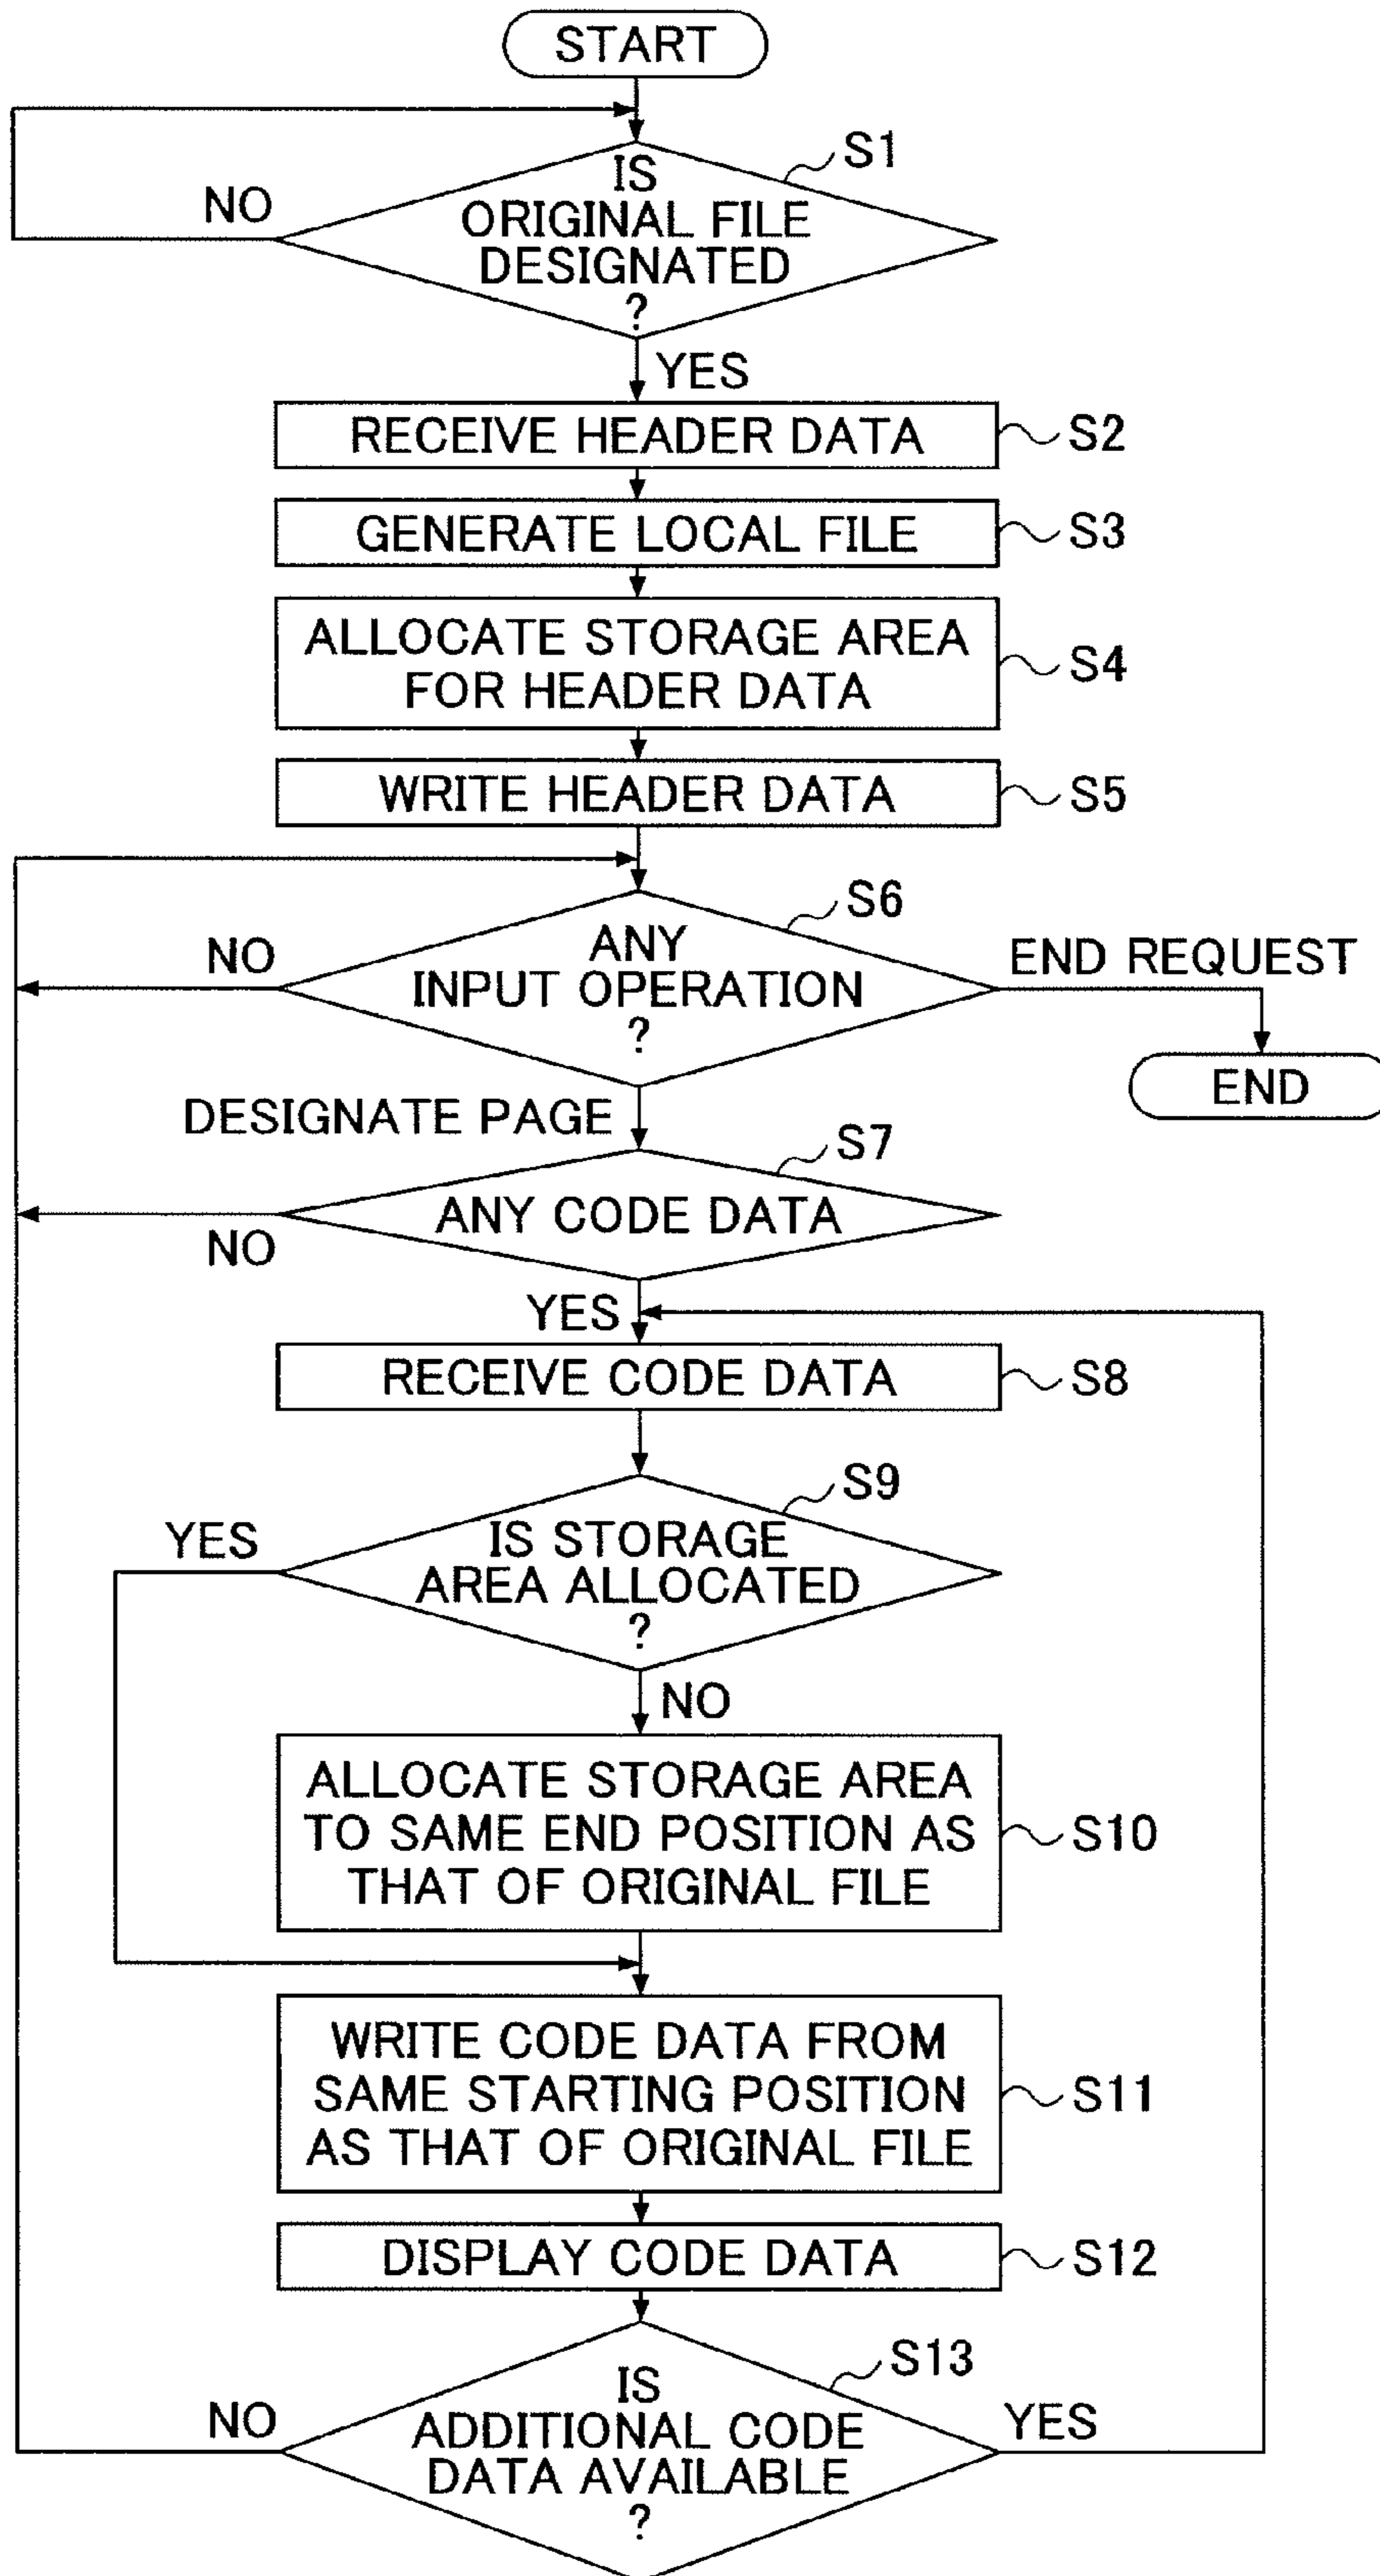 START
S1
IS
ORIGINAL FILE
DESIGNATED
?
NO
YES
RECEIVE HEADER DATA
S2
GENERATE LOCAL FILE
S3
ALLOCATE STORAGE AREA
FOR HEADER DATA
S4
WRITE HEADER DATA
S5
S6
ANY
INPUT OPERATION
?
NO
END REQUEST
END
DESIGNATE PAGE
S7
ANY CODE DATA
NO
YES
RECEIVE CODE DATA
S8
S9
IS STORAGE
AREA ALLOCATED
?
YES
NO
ALLOCATE STORAGE AREA
TO SAME END POSITION AS
THAT OF ORIGINAL FILE
S10
WRITE CODE DATA FROM
SAME STARTING POSITION
AS THAT OF ORIGINAL FILE
S11
DISPLAY CODE DATA
S12
S13
IS
ADDITIONAL CODE
DATA AVAILABLE
?
NO
YES